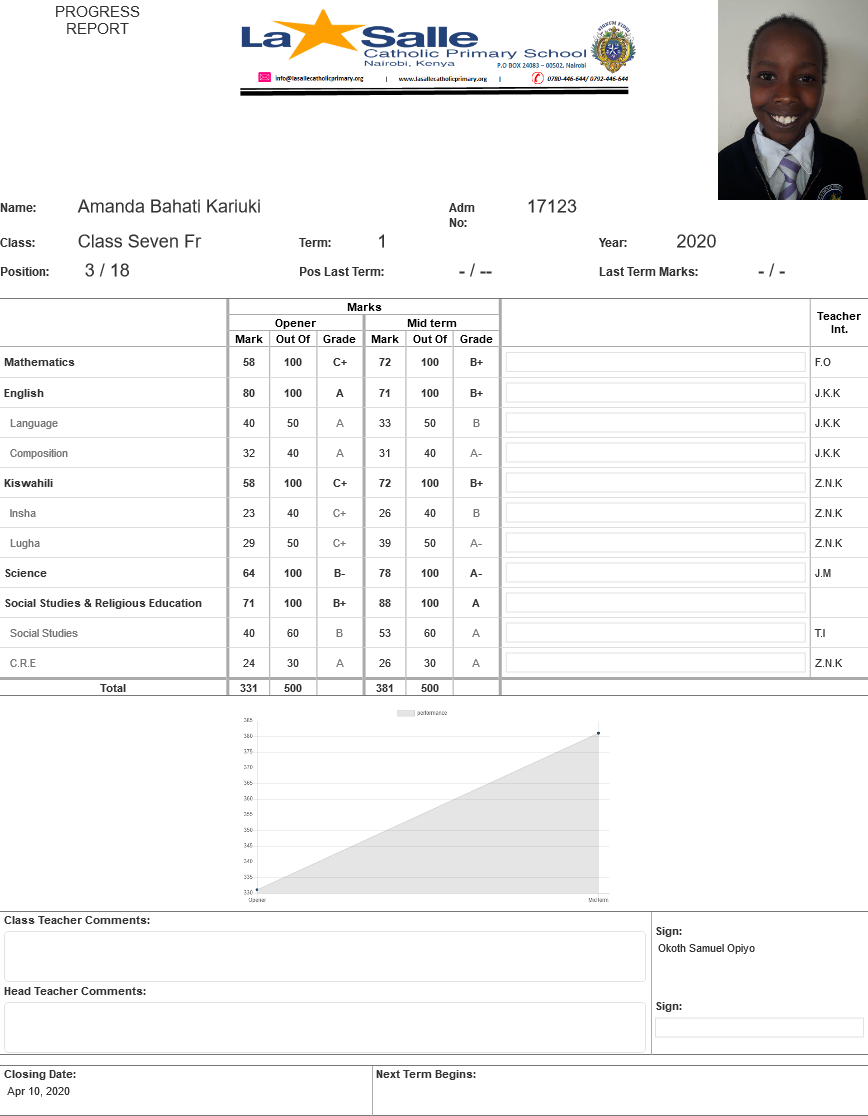 PROGRESS
REPORT
La Salle
Catholic Primary School
Nairobi, Kenya
P.O BOX 24083 – 00502, Nairobi
info@lasallecatholicprimary.org | www.lasallecatholicprimary.org | 0780-446-644/ 0792-446-644
Name: Amanda Bahati Kariuki Adm No: 17123
Class: Class Seven Fr Term: 1 Year: 2020
Position: 3 / 18 Pos Last Term: - / -- Last Term Marks: - / -
Marks
Opener Mid term Teacher Int.
Mark Out Of Grade Mark Out Of Grade
Mathematics 58 100 C+ 72 100 B+ F.O
English 80 100 A 71 100 B+ J.K.K
Language 40 50 A 33 50 B J.K.K
Composition 32 40 A 31 40 A- J.K.K
Kiswahili 58 100 C+ 72 100 B+ Z.N.K
Insha 23 40 C+ 26 40 B Z.N.K
Lugha 29 50 C+ 39 50 A- Z.N.K
Science 64 100 B- 78 100 A- J.M
Social Studies & Religious Education 71 100 B+ 88 100 A
Social Studies 40 60 B 53 60 A T.I
C.R.E 24 30 A 26 30 A Z.N.K
Total 331 500 381 500
performance
385
380
375
370
365
360
355
350
345
340
335
330
Opener Mid term
Class Teacher Comments:
Sign:
Okoth Samuel Opiyo
Head Teacher Comments:
Sign:
Closing Date: Next Term Begins:
Apr 10, 2020